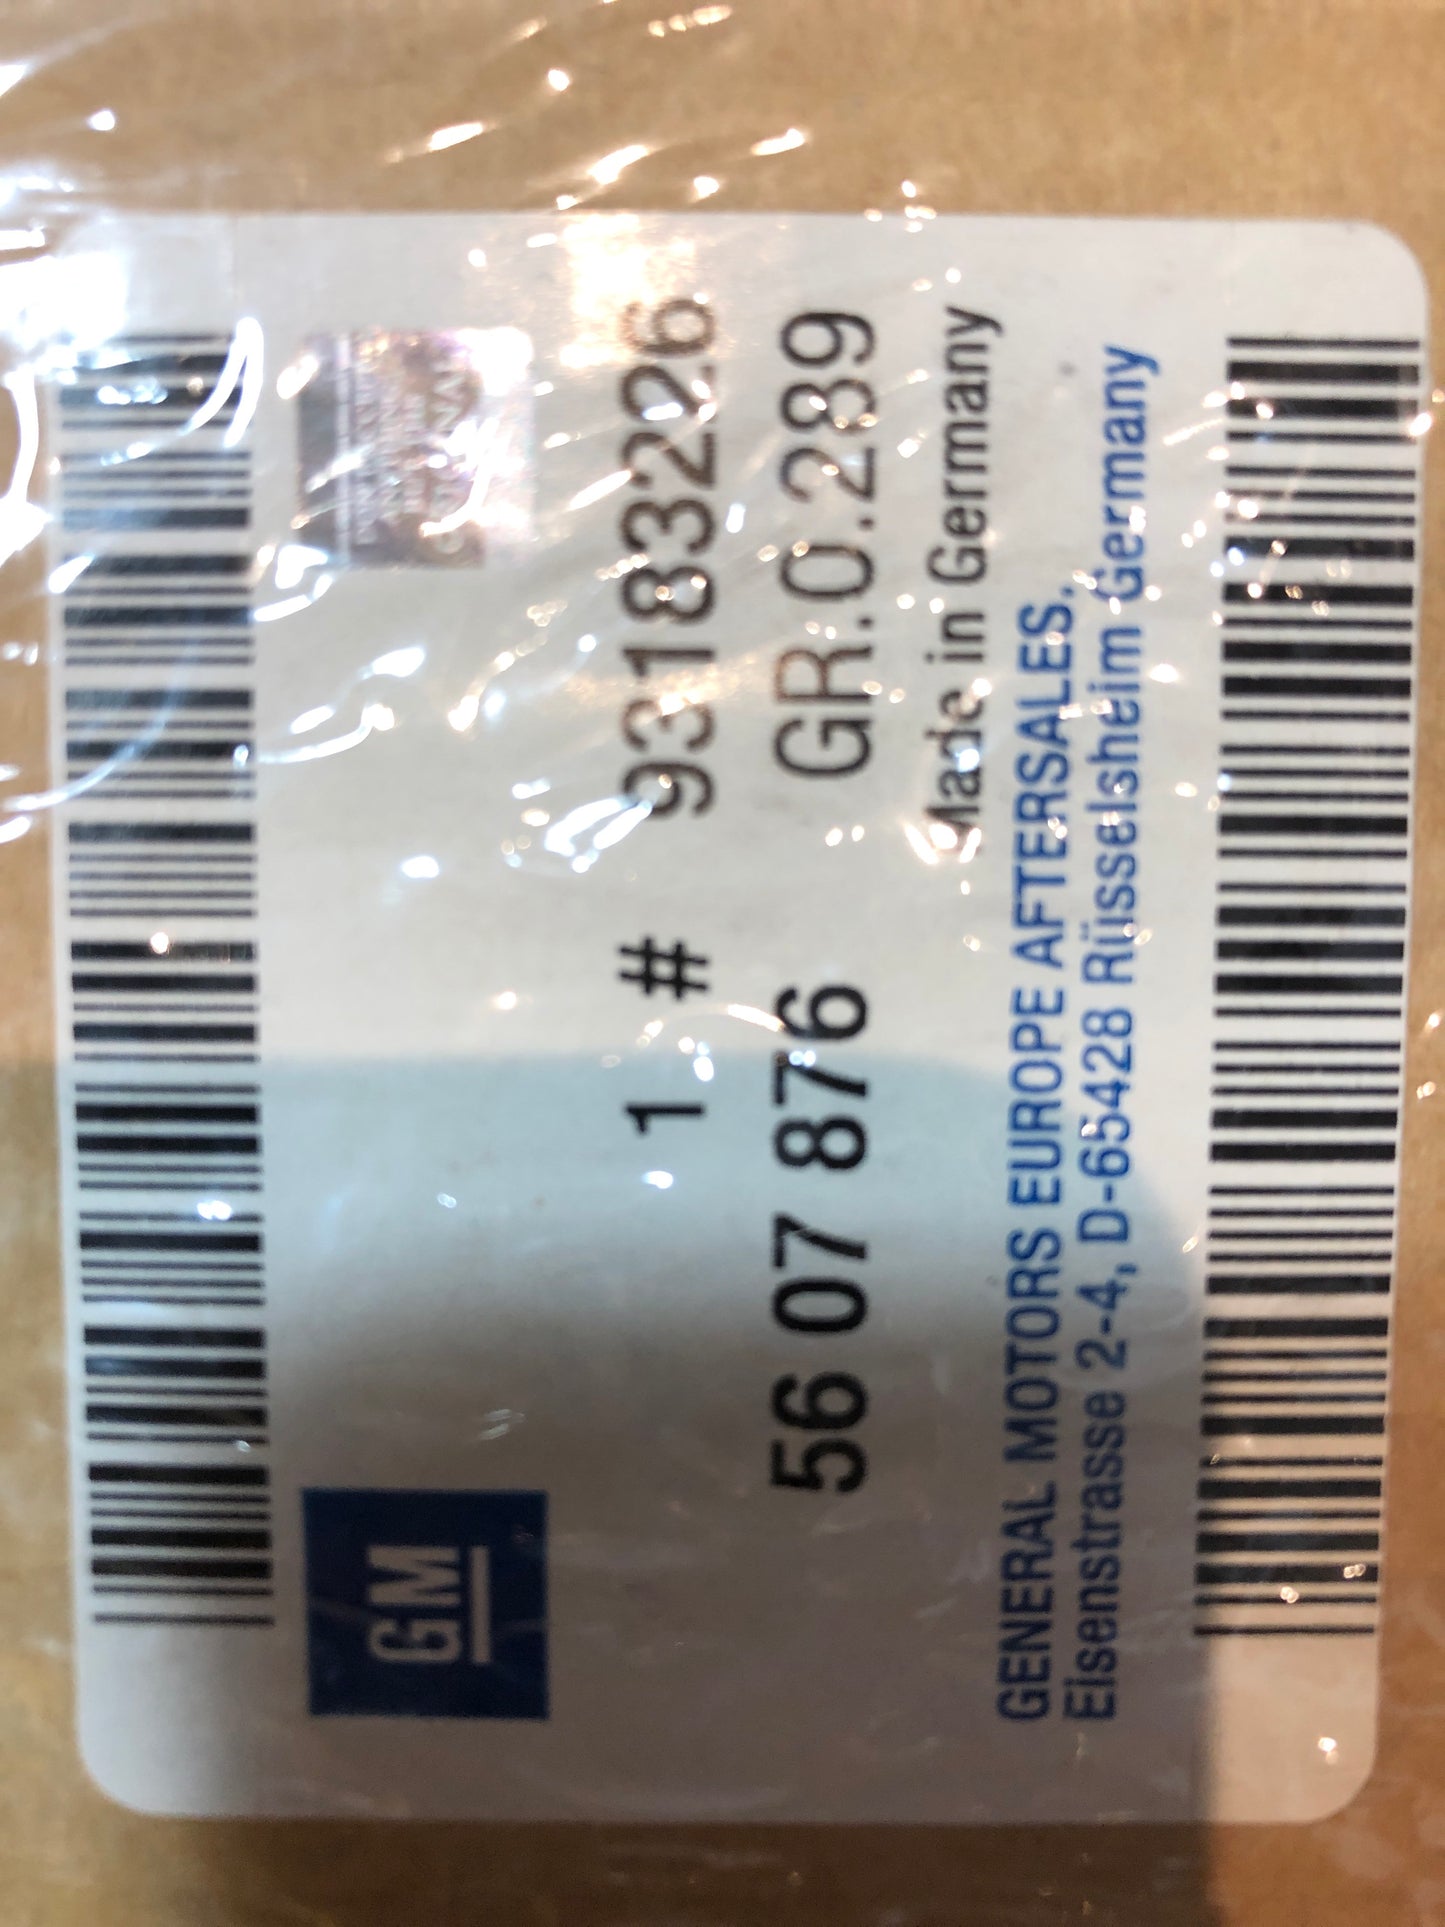 GM
1 # 93183226
56 07 876 GR.0.289
Made in Germany
GENERAL MOTORS EUROPE AFTERSALES.
Eisenstrasse 2-4, D-65428 Rüsselsheim Germany